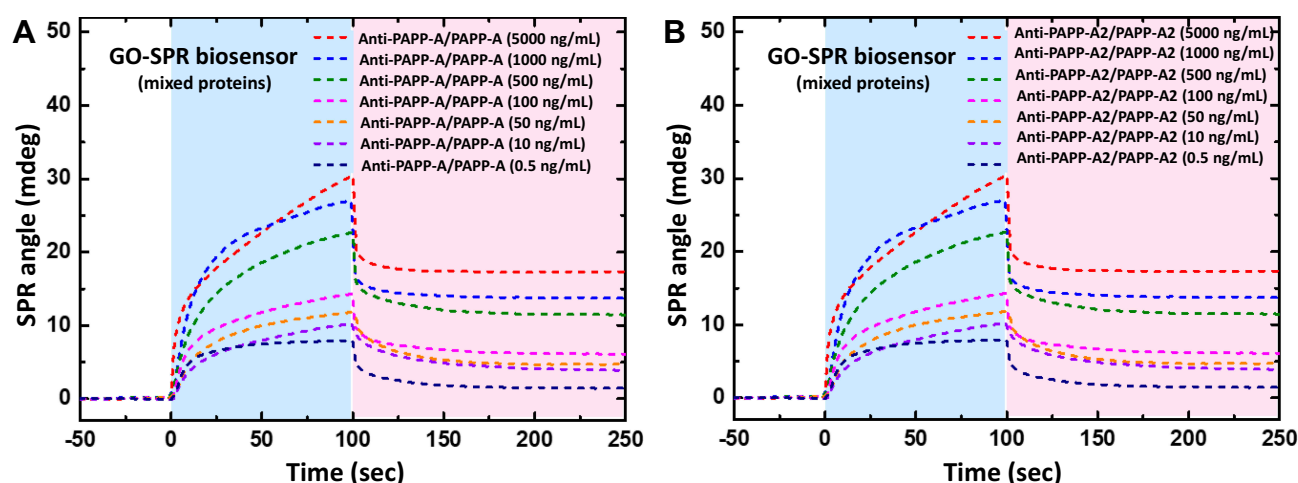 A
GO-SPR biosensor
(mixed proteins)
Anti-PAPP-A/PAPP-A (5000 ng/mL)
Anti-PAPP-A/PAPP-A (1000 ng/mL)
Anti-PAPP-A/PAPP-A (500 ng/mL)
Anti-PAPP-A/PAPP-A (100 ng/mL)
Anti-PAPP-A/PAPP-A (50 ng/mL)
Anti-PAPP-A/PAPP-A (10 ng/mL)
Anti-PAPP-A/PAPP-A (0.5 ng/mL)
SPR angle (mdeg)
50
40
30
20
10
0
-50 0 50 100 150 200 250
Time (sec)
B
GO-SPR biosensor
(mixed proteins)
Anti-PAPP-A2/PAPP-A2 (5000 ng/mL)
Anti-PAPP-A2/PAPP-A2 (1000 ng/mL)
Anti-PAPP-A2/PAPP-A2 (500 ng/mL)
Anti-PAPP-A2/PAPP-A2 (100 ng/mL)
Anti-PAPP-A2/PAPP-A2 (50 ng/mL)
Anti-PAPP-A2/PAPP-A2 (10 ng/mL)
Anti-PAPP-A2/PAPP-A2 (0.5 ng/mL)
SPR angle (mdeg)
50
40
30
20
10
0
-50 0 50 100 150 200 250
Time (sec)